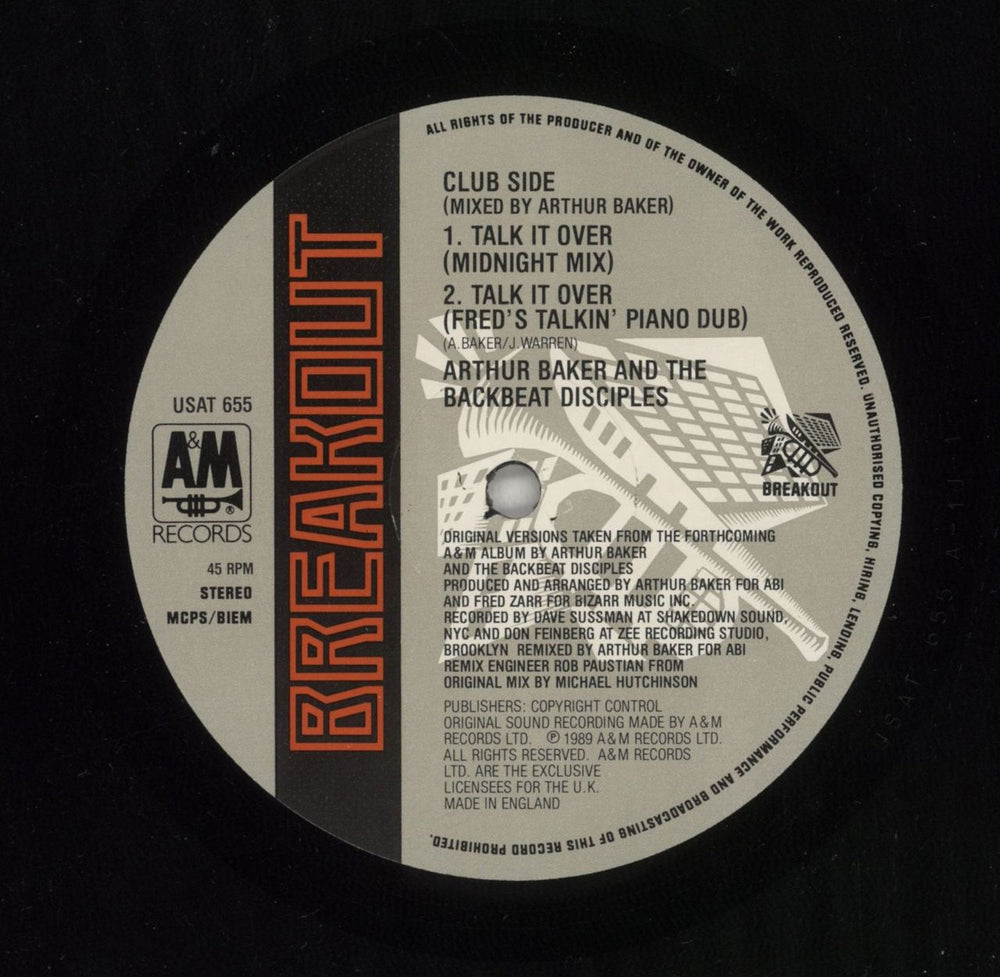 ALL RIGHTS OF THE PRODUCER AND OF THE OWNER OF THE WORK REPRODUCED RESERVED. UNAUTHORISED COPYING, HIRING, LENDING, PUBLIC PERFORMANCE AND BROADCASTING OF THIS RECORD PROHIBITED.
BREAKOUT
USAT 655
A&M
®
RECORDS
45 RPM
STEREO
MCPS/BIEM
CLUB SIDE
(MIXED BY ARTHUR BAKER)
1. TALK IT OVER
(MIDNIGHT MIX)
2. TALK IT OVER
(FRED'S TALKIN' PIANO DUB)
(A.BAKER/J.WARREN)
ARTHUR BAKER AND THE
BACKBEAT DISCIPLES
BREAKOUT
ORIGINAL VERSIONS TAKEN FROM THE FORTHCOMING
A&M ALBUM BY ARTHUR BAKER
AND THE BACKBEAT DISCIPLES
PRODUCED AND ARRANGED BY ARTHUR BAKER FOR ABI
AND FRED ZARR FOR BIZARR MUSIC INC.
RECORDED BY DAVE SUSSMAN AT SHAKEDOWN SOUND,
NYC AND DON FEINBERG AT ZEE RECORDING STUDIO,
BROOKLYN REMIXED BY ARTHUR BAKER FOR ABI
REMIX ENGINEER ROB PAUSTIAN FROM
ORIGINAL MIX BY MICHAEL HUTCHINSON
PUBLISHERS: COPYRIGHT CONTROL
ORIGINAL SOUND RECORDING MADE BY A&M
RECORDS LTD. ℗ 1989 A&M RECORDS LTD.
ALL RIGHTS RESERVED. A&M RECORDS
LTD. ARE THE EXCLUSIVE
LICENSEES FOR THE U.K.
MADE IN ENGLAND